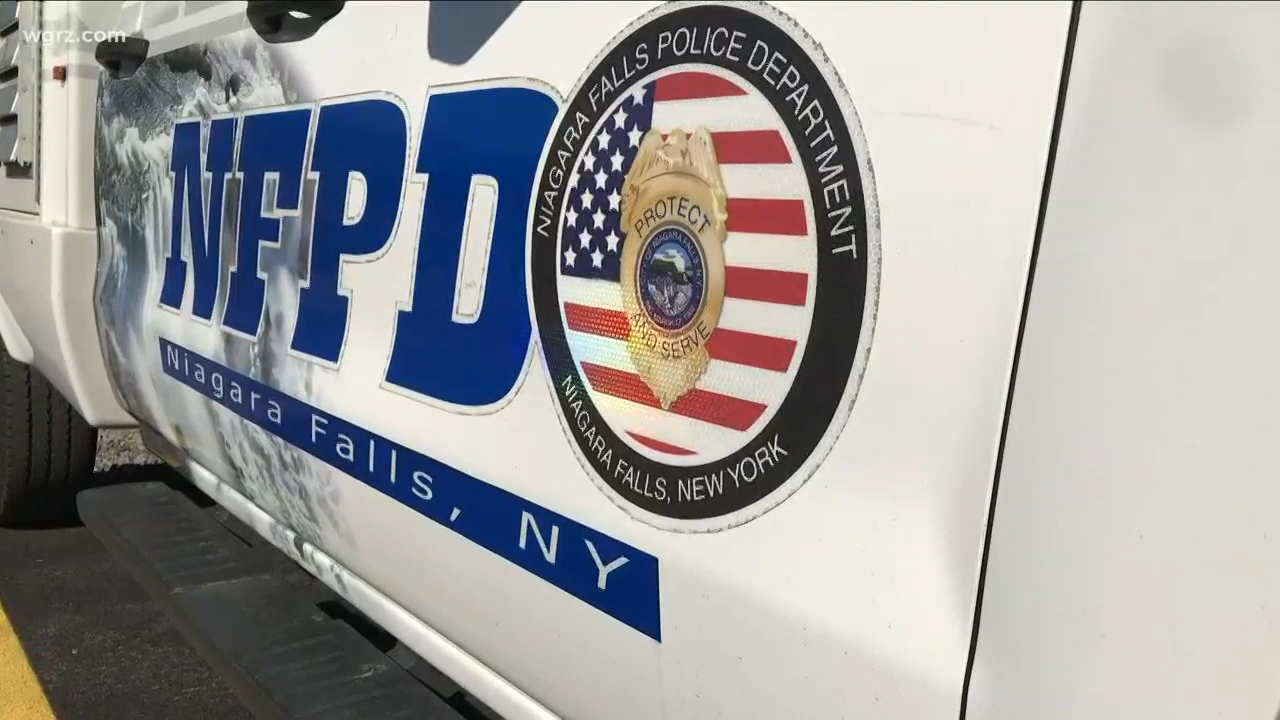 wgrz.com
NFPD
Niagara Falls, NY
NIAGARA FALLS POLICE DEPARTMENT
PROTECT
AND SERVE
NIAGARA FALLS, NEW YORK